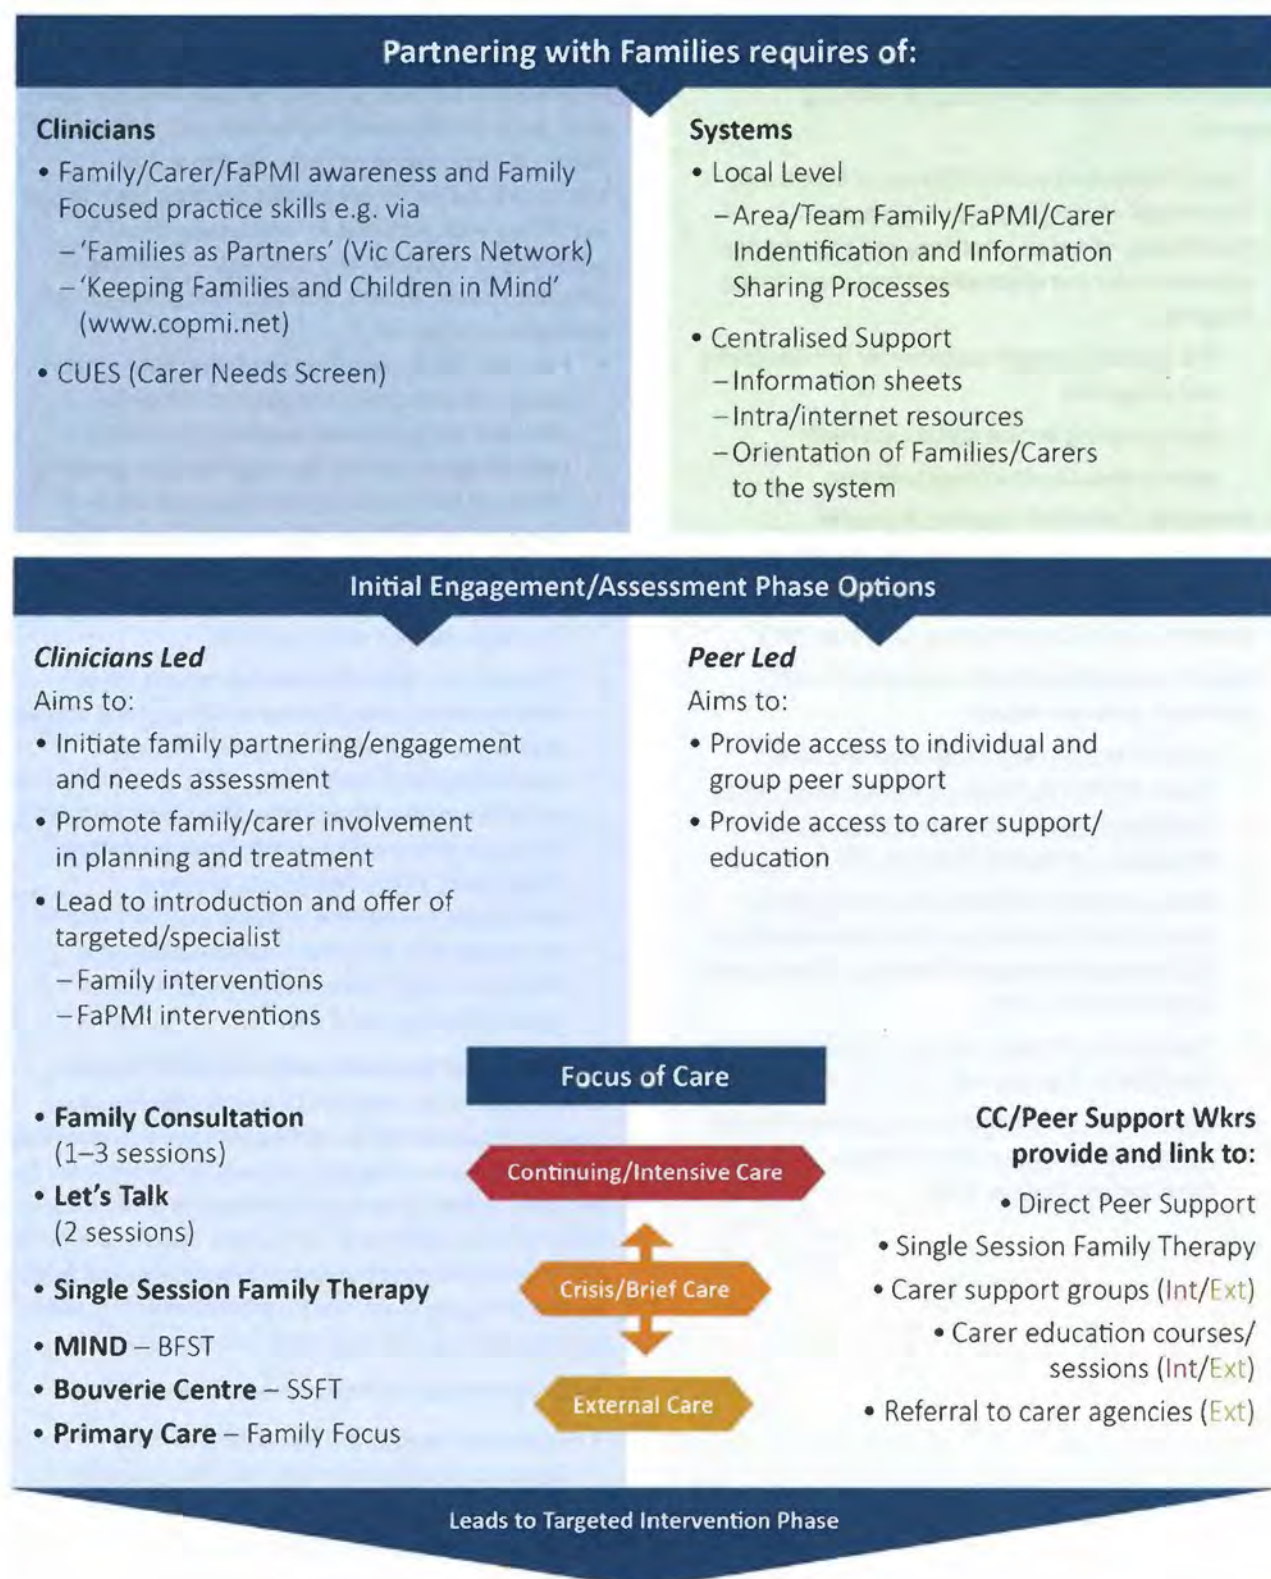 Partnering with Families requires of:
Clinicians
• Family/Carer/FaPMI awareness and Family
Focused practice skills e.g. via
– 'Families as Partners' (Vic Carers Network)
– 'Keeping Families and Children in Mind'
(www.copmi.net)
• CUES (Carer Needs Screen)
Systems
• Local Level
– Area/Team Family/FaPMI/Carer
Indentification and Information
Sharing Processes
• Centralised Support
– Information sheets
– Intra/internet resources
– Orientation of Families/Carers
to the system
Initial Engagement/Assessment Phase Options
Clinicians Led
Aims to:
• Initiate family partnering/engagement
and needs assessment
• Promote family/carer involvement
in planning and treatment
• Lead to introduction and offer of
targeted/specialist
– Family interventions
– FaPMI interventions
Peer Led
Aims to:
• Provide access to individual and
group peer support
• Provide access to carer support/
education
• Family Consultation
(1–3 sessions)
• Let's Talk
(2 sessions)
• Single Session Family Therapy
• MIND – BFST
• Bouverie Centre – SSFT
• Primary Care – Family Focus
Focus of Care
Continuing/Intensive Care
Crisis/Brief Care
External Care
CC/Peer Support Wkrs
provide and link to:
• Direct Peer Support
• Single Session Family Therapy
• Carer support groups (Int/Ext)
• Carer education courses/
sessions (Int/Ext)
• Referral to carer agencies (Ext)
Leads to Targeted Intervention Phase